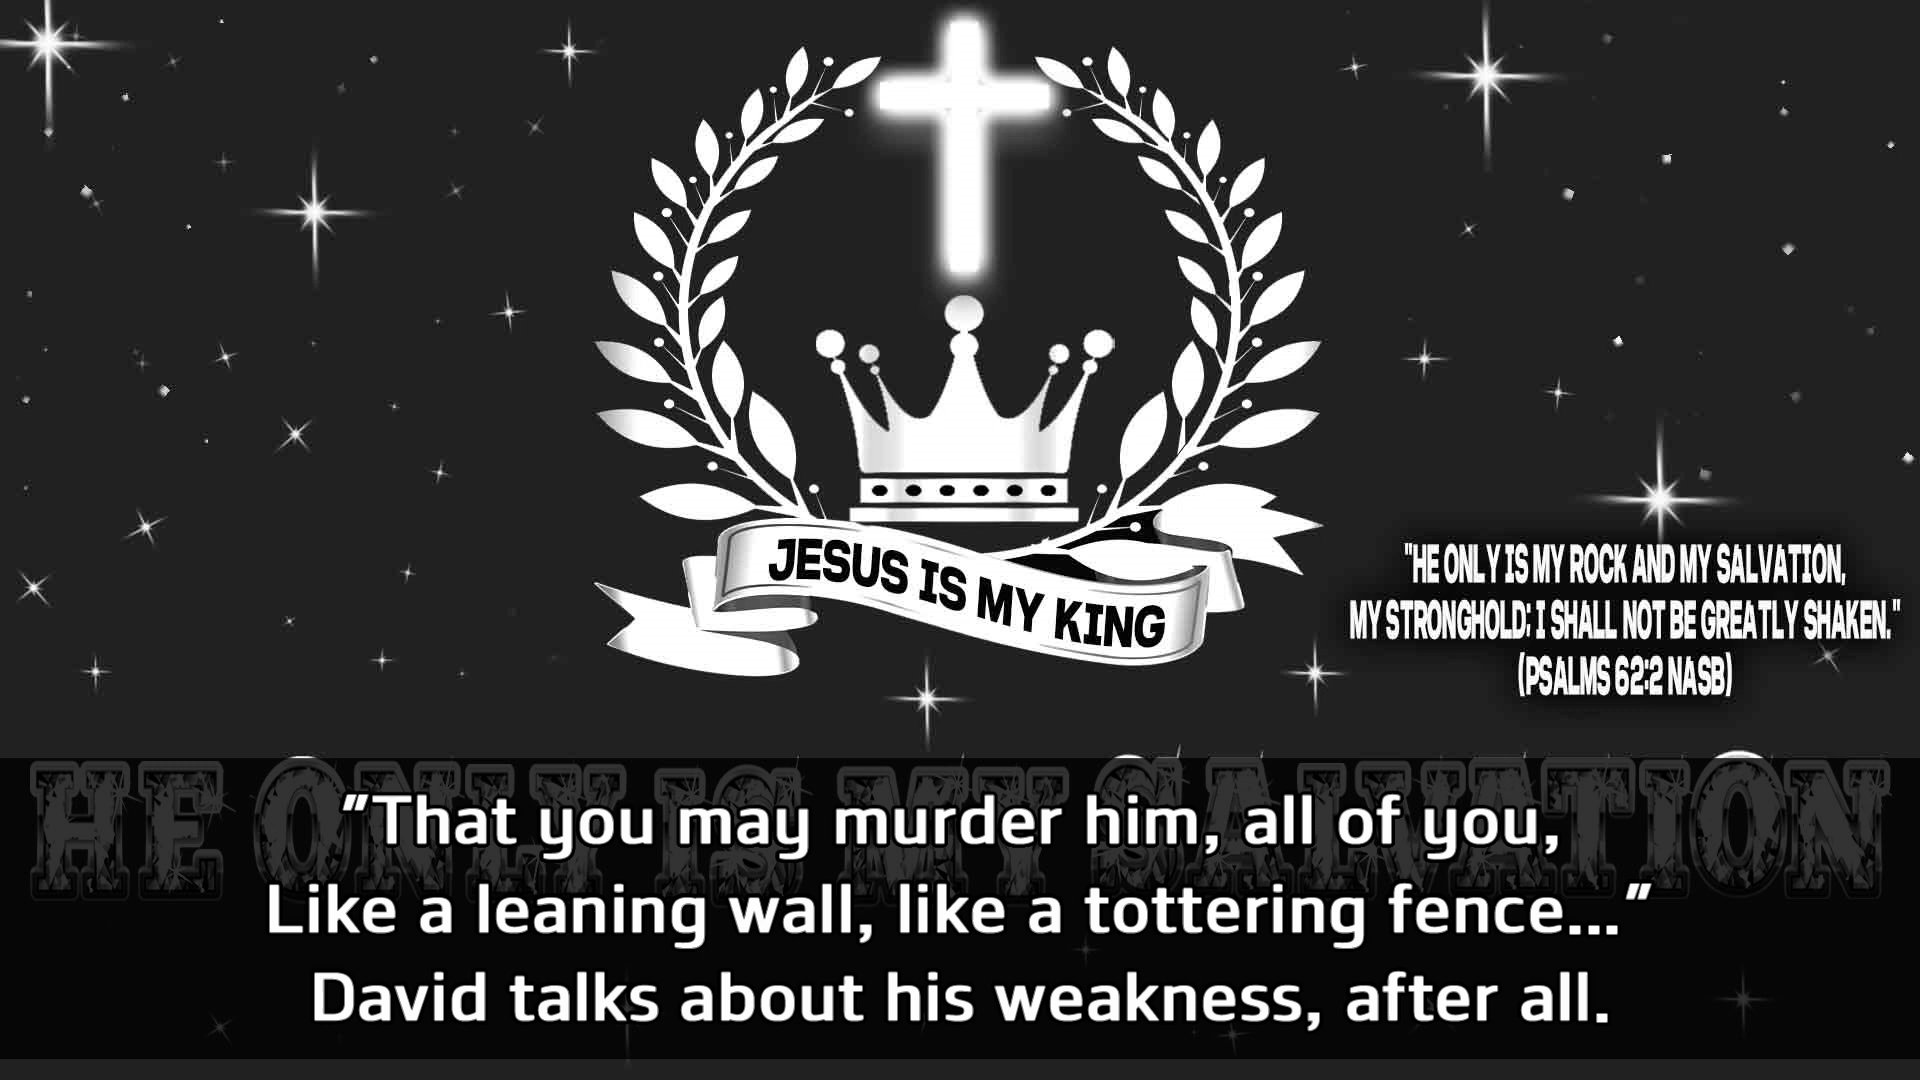 JESUS IS MY KING
"HE ONLY IS MY ROCK AND MY SALVATION,
MY STRONGHOLD; I SHALL NOT BE GREATLY SHAKEN."
(PSALMS 62:2 NASB)
HE ONLY IS MY SALVATION
"That you may murder him, all of you,
Like a leaning wall, like a tottering fence..."
David talks about his weakness, after all.